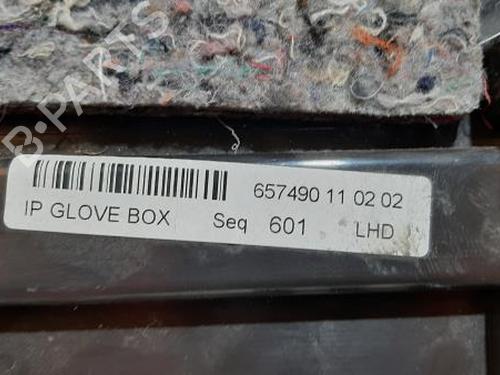 B-PARTS
657490 11 02 02
IP GLOVE BOX Seq 601 LHD